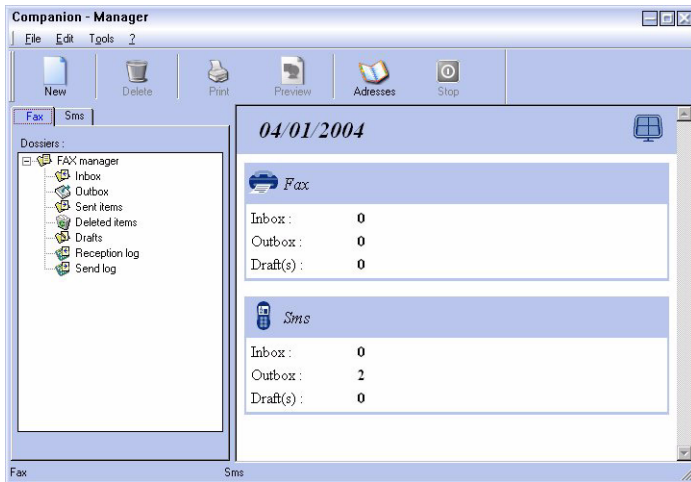 Companion - Manager
File Edit Tools ?
New Delete Print Preview Adresses Stop
Fax Sms
Dossiers :
FAX manager
Inbox
Outbox
Sent items
Deleted items
Drafts
Reception log
Send log
04/01/2004
Fax
Inbox : 0
Outbox : 0
Draft(s) : 0
Sms
Inbox : 0
Outbox : 2
Draft(s) : 0
Fax Sms